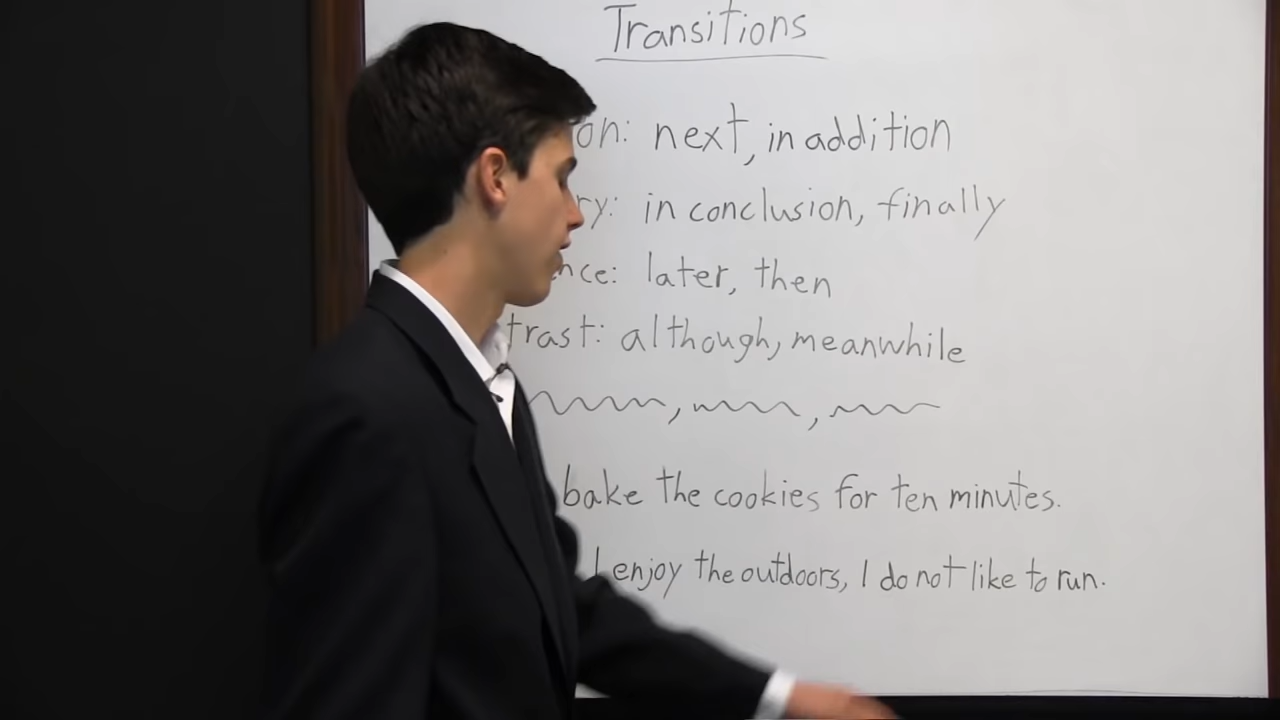 Transitions
on: next, in addition
ry: in conclusion, finally
nce: later, then
trast: although, meanwhile
bake the cookies for ten minutes.
I enjoy the outdoors, I do not like to run.